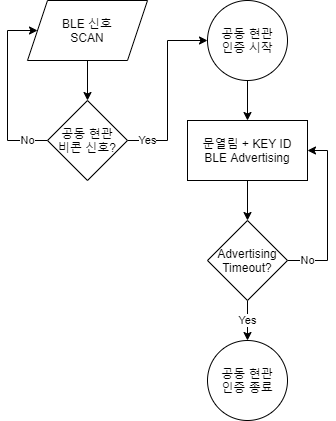 BLE 신호
SCAN
공동 현관
비콘 신호?
No
Yes
공동 현관
인증 시작
문열림 + KEY ID
BLE Advertising
Advertising
Timeout?
No
Yes
공동 현관
인증 종료